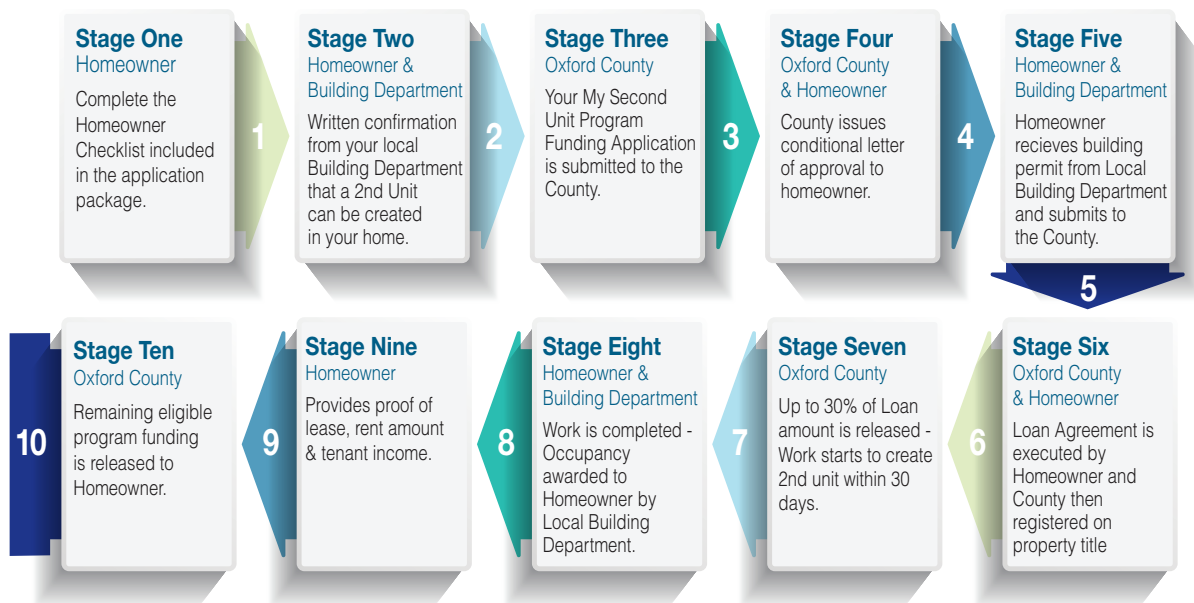 Stage One
Homeowner
Complete the
Homeowner
Checklist included
in the application
package.
1
Stage Two
Homeowner &
Building Department
Written confirmation
from your local
Building Department
that a 2nd Unit
can be created
in your home.
2
Stage Three
Oxford County
Your My Second
Unit Program
Funding Application
is submitted to the
County.
3
Stage Four
Oxford County
& Homeowner
County issues
conditional letter
of approval to
homeowner.
4
Stage Five
Homeowner &
Building Department
Homeowner
recieves building
permit from Local
Building Department
and submits to
the County.
5
Stage Six
Oxford County
& Homeowner
Loan Agreement is
executed by
Homeowner and
County then
registered on
property title
6
Stage Seven
Oxford County
Up to 30% of Loan
amount is released -
Work starts to create
2nd unit within 30
days.
7
Stage Eight
Homeowner &
Building Department
Work is completed -
Occupancy
awarded to
Homeowner by
Local Building
Department.
8
Stage Nine
Homeowner
Provides proof of
lease, rent amount
& tenant income.
9
Stage Ten
Oxford County
Remaining eligible
program funding
is released to
Homeowner.
10